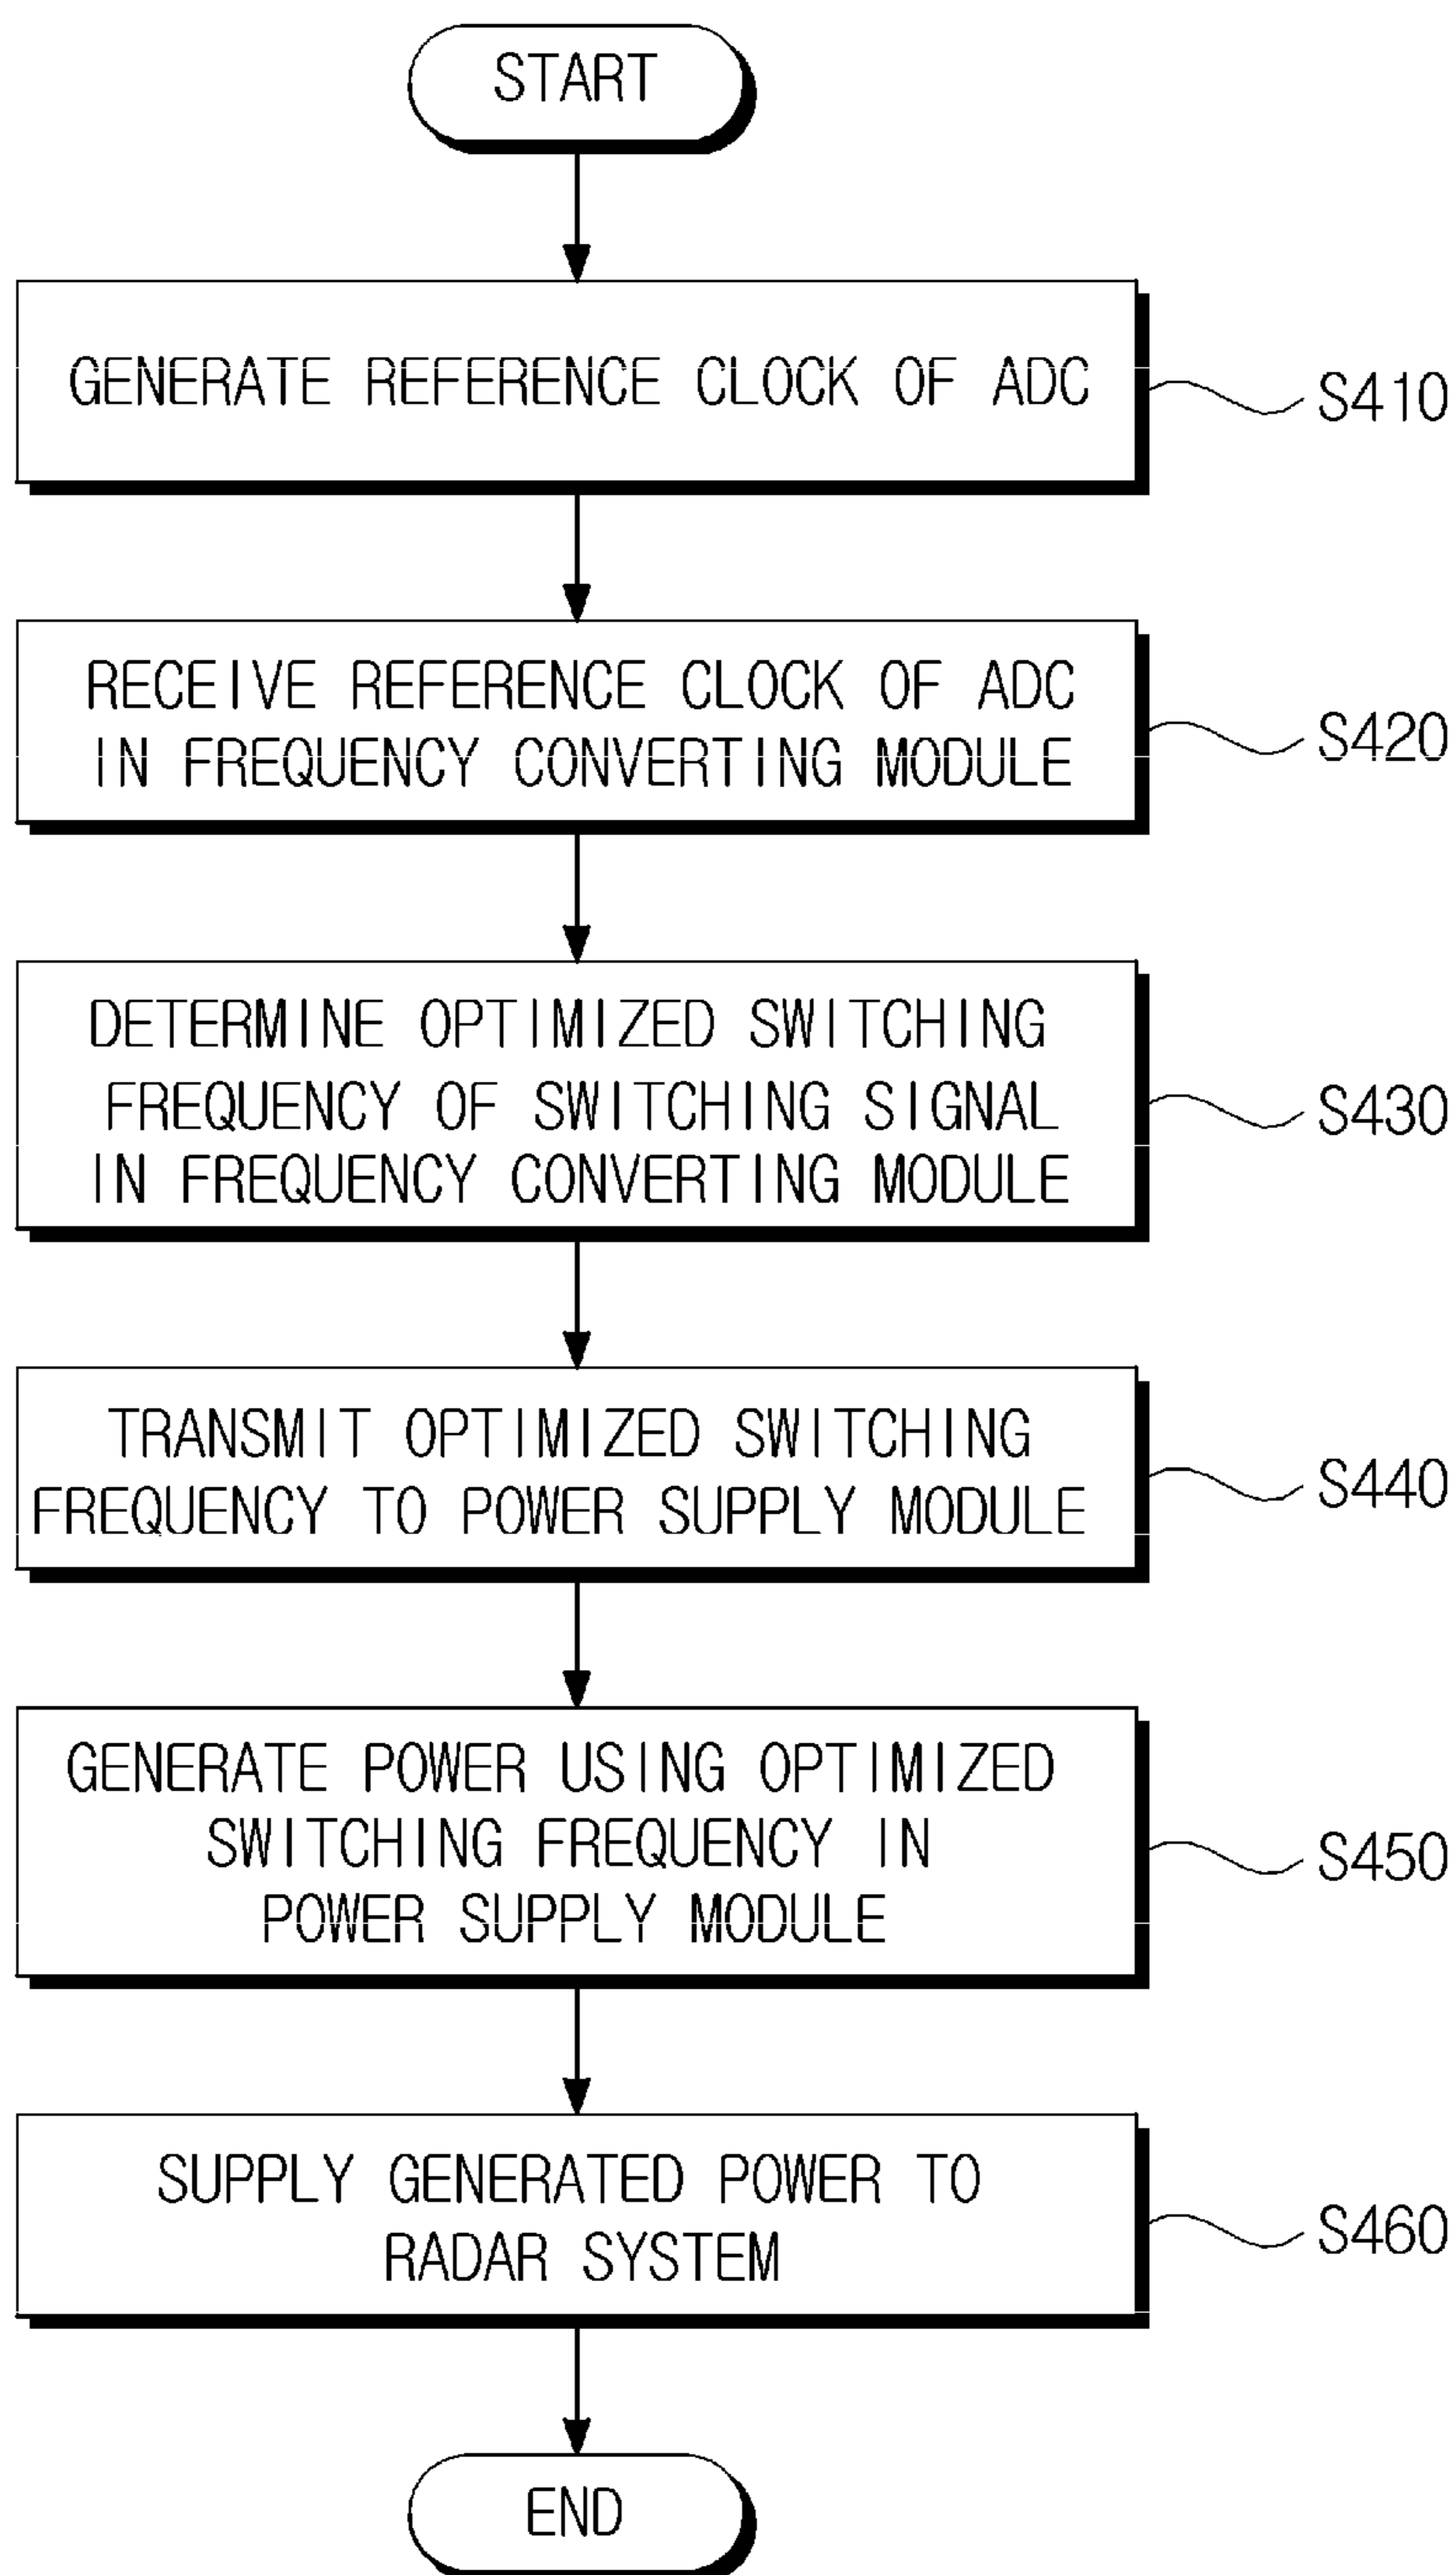 START
GENERATE REFERENCE CLOCK OF ADC
S410
RECEIVE REFERENCE CLOCK OF ADC
IN FREQUENCY CONVERTING MODULE
S420
DETERMINE OPTIMIZED SWITCHING
FREQUENCY OF SWITCHING SIGNAL
IN FREQUENCY CONVERTING MODULE
S430
TRANSMIT OPTIMIZED SWITCHING
FREQUENCY TO POWER SUPPLY MODULE
S440
GENERATE POWER USING OPTIMIZED
SWITCHING FREQUENCY IN
POWER SUPPLY MODULE
S450
SUPPLY GENERATED POWER TO
RADAR SYSTEM
S460
END